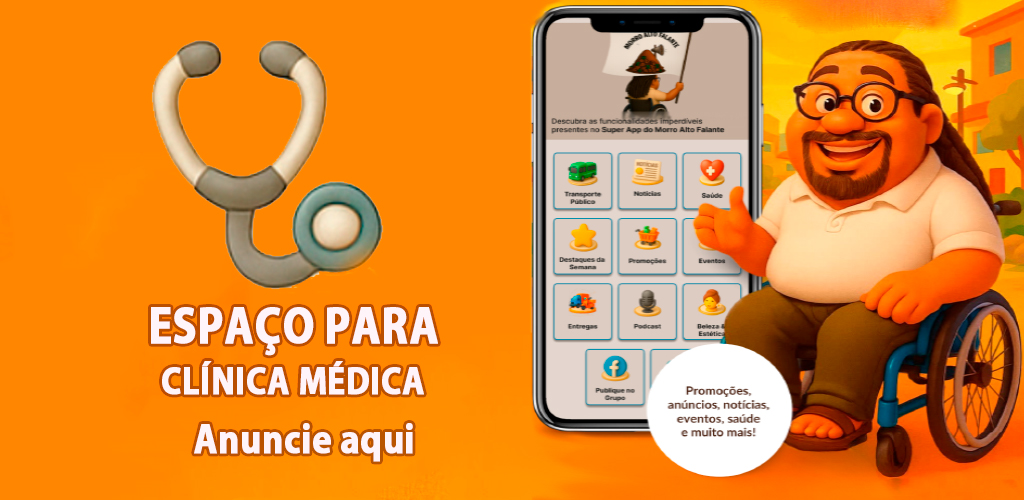 ESPAÇO PARA
CLÍNICA MÉDICA
Anuncie aqui
MORRO ALTO FALANTE
Descubra as funcionalidades imperdíveis
presentes no Super App do Morro Alto Falante
Transporte
Público
NOTÍCIAS
Notícias
Saúde
Destaques da
Semana
Promoções
Eventos
Entregas
Podcast
Beleza &
Estética
Publique no
Grupo
Promoções,
anúncios, notícias,
eventos, saúde
e muito mais!